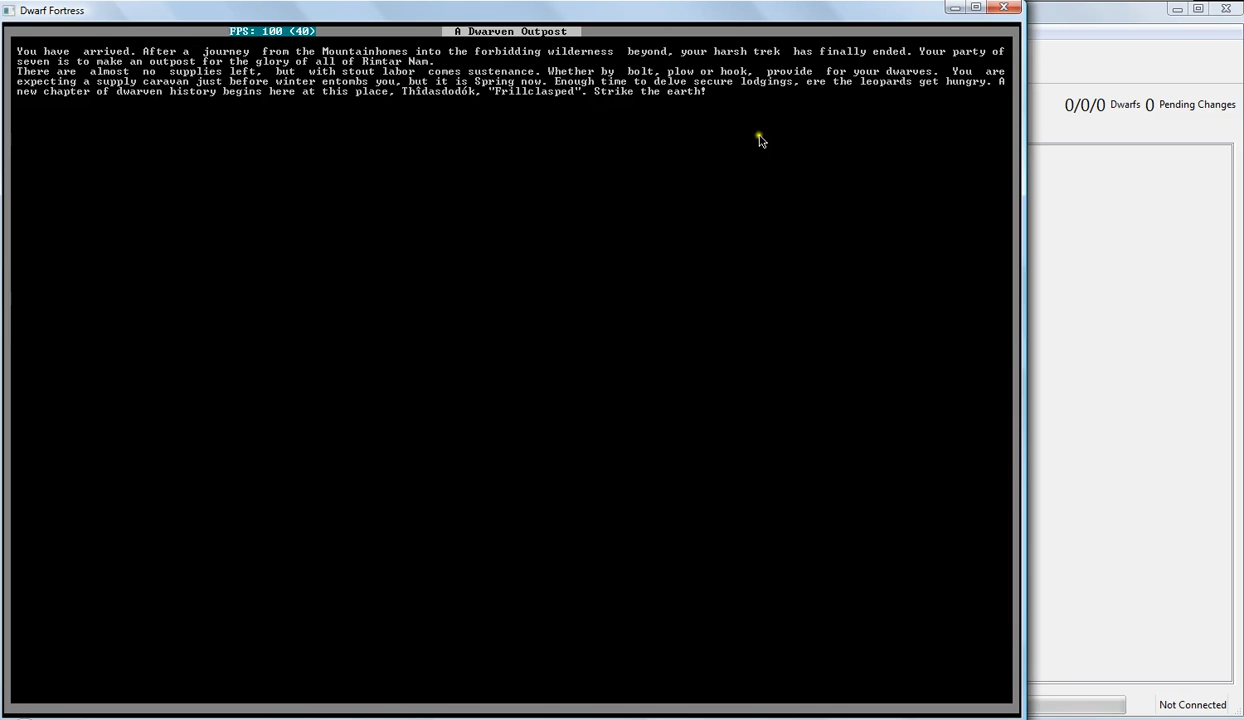 Dwarf Fortress
FPS: 100 (40)
A Dwarven Outpost
You have arrived. After a journey from the Mountainhomes into the forbidding wilderness beyond, your harsh trek has finally ended. Your party of
seven is to make an outpost for the glory of all of Rimtar Nam.
There are almost no supplies left, but with stout labor comes sustenance. Whether by bolt, plow or hook, provide for your dwarves. You are
expecting a supply caravan just before winter entombs you, but it is Spring now. Enough time to delve secure lodgings, ere the leopards get hungry. A
new chapter of dwarven history begins here at this place, Thîdasdodók, "Frillclasped". Strike the earth!
0/0/0 Dwarfs 0 Pending Changes
Not Connected